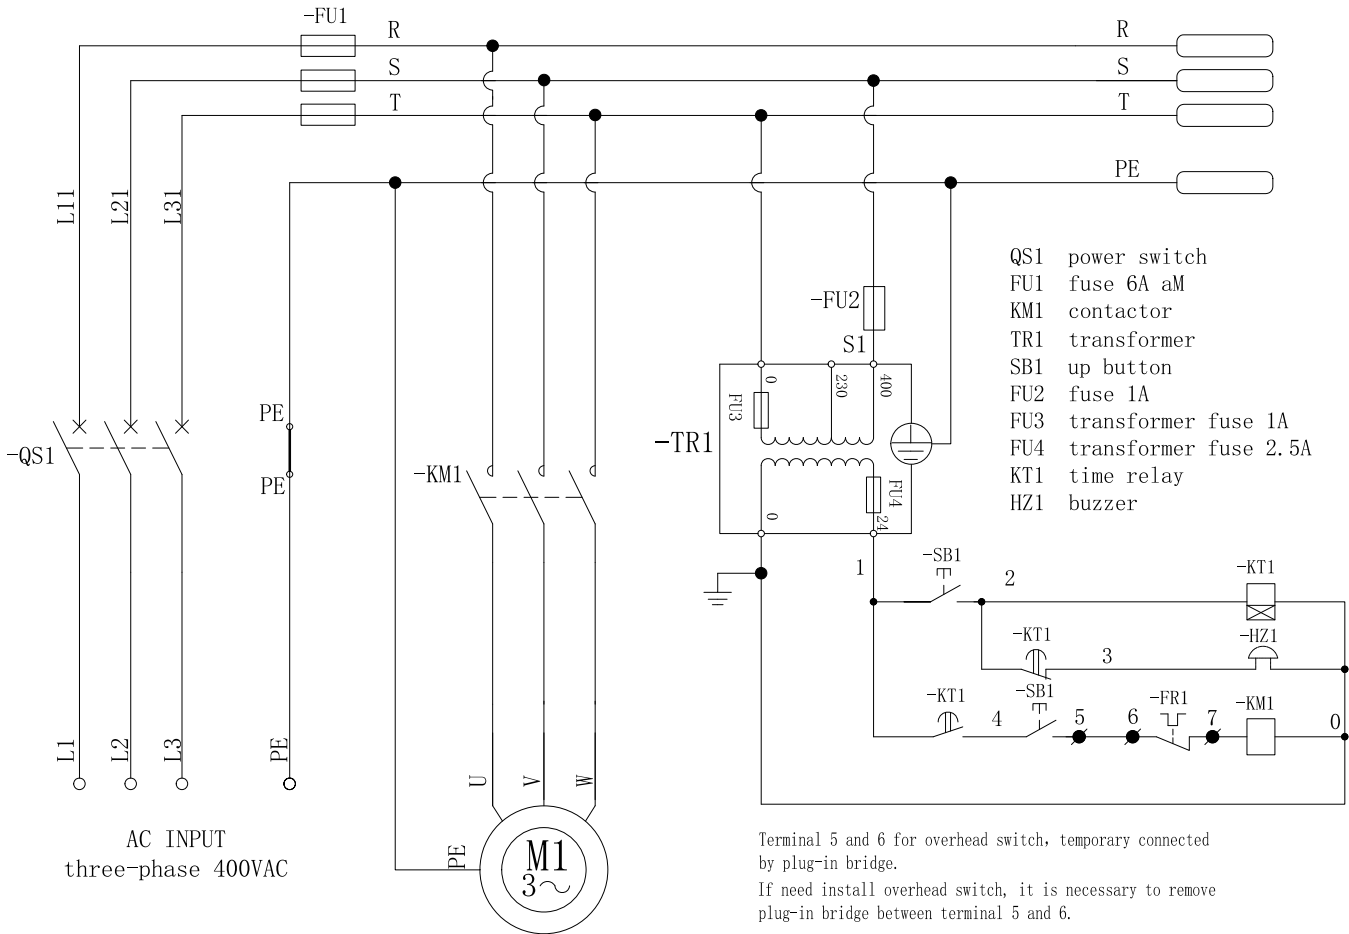 -FU1
R
R
S
S
T
T
PE
L11
L21
L31
QS1 power switch
FU1 fuse 6A aM
KM1 contactor
TR1 transformer
SB1 up button
FU2 fuse 1A
FU3 transformer fuse 1A
FU4 transformer fuse 2.5A
KT1 time relay
HZ1 buzzer
-FU2
S1
0
230
400
FU3
-TR1
FU4
0
24
PE
-QS1
PE
-KM1
1
-SB1
2
-KT1
-KT1
3
-HZ1
-KT1
4
-SB1
5
6
-FR1
7
-KM1
0
L1
L2
L3
PE
U
V
W
AC INPUT
three-phase 400VAC
PE
M1
3~
Terminal 5 and 6 for overhead switch, temporary connected
by plug-in bridge.
If need install overhead switch, it is necessary to remove
plug-in bridge between terminal 5 and 6.